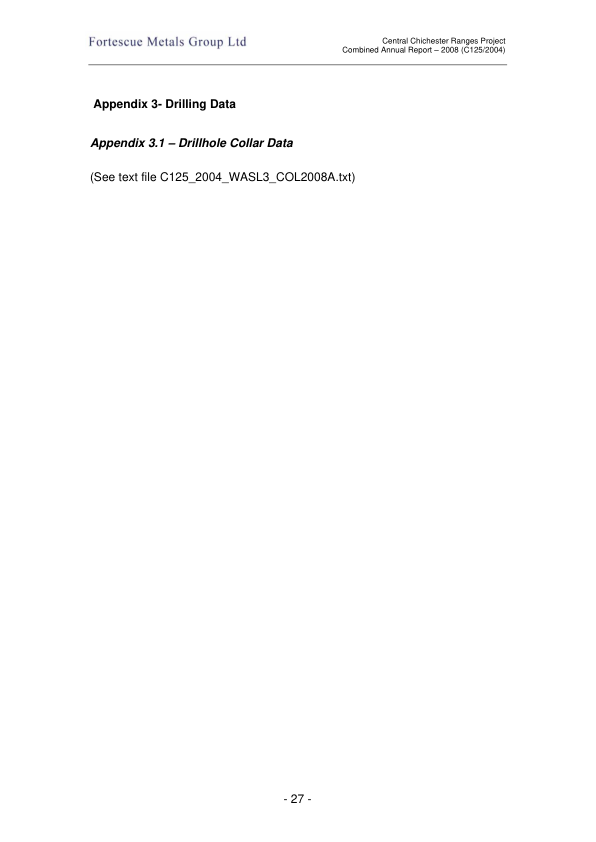 Fortescue Metals Group Ltd
Central Chichester Ranges Project
Combined Annual Report – 2008 (C125/2004)
Appendix 3- Drilling Data
Appendix 3.1 – Drillhole Collar Data
(See text file C125_2004_WASL3_COL2008A.txt)
- 27 -